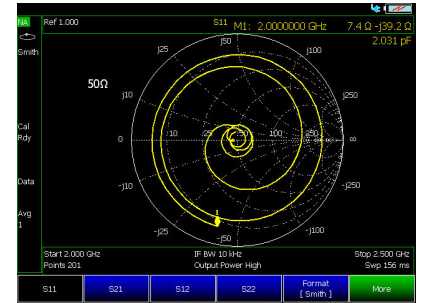 NA
Ref 1.000
S11
M1: 2.0000000 GHz
7.4 Ω -j39.2 Ω
2.031 pF
Smith
50Ω
j10
j25
j50
j100
j250
Cal
Rdy
0
10
25
50
100
250
∞
Data
-j10
-j25
-j50
-j100
-j250
1
Avg
1
Start 2.000 GHz
IF BW 10 kHz
Stop 2.500 GHz
Points 201
Output Power High
Swp 156 ms
S11
S21
S12
S22
Format
[ Smith ]
More